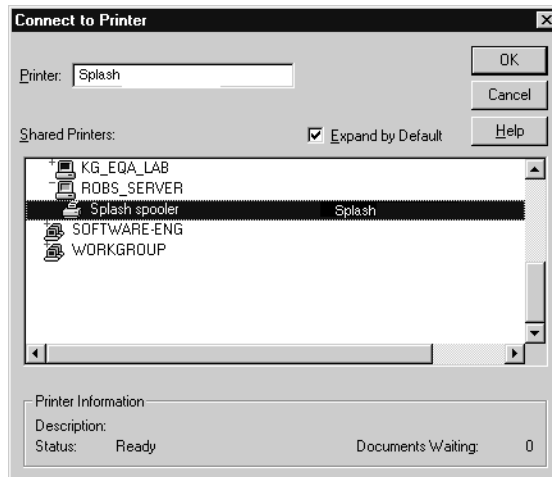 Connect to Printer
Printer: Splash
OK
Cancel
Shared Printers:
Expand by Default
Help
KG_EQA_LAB
ROBS_SERVER
Splash spooler Splash
SOFTWARE-ENG
WORKGROUP
Printer Information
Description:
Status: Ready Documents Waiting: 0